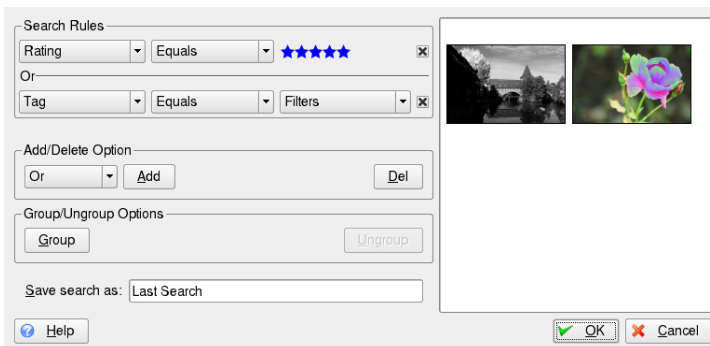 Search Rules
Rating Equals
Or
Tag Equals Filters
Add/Delete Option
Or Add Del
Group/Ungroup Options
Group Ungroup
Save search as: Last Search
Help OK Cancel